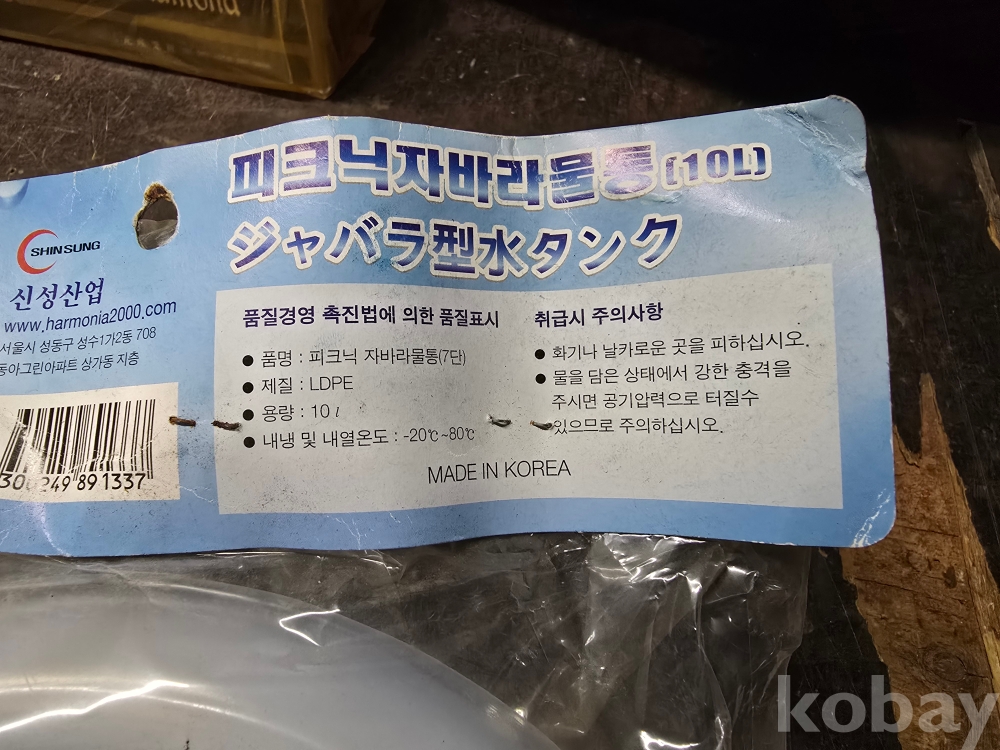 피크닉자바라물통(10L)
ジャバラ型水タンク
SHINSUNG
신성산업
www.harmonia2000.com
서울시 성동구 성수1가2동 708
동아그린아파트 상가동 지층
품질경영 촉진법에 의한 품질표시
● 품명 : 피크닉 자바라물통(7단)
● 제질 : LDPE
● 용량 : 10ℓ
● 내냉 및 내열온도 : -20℃~80℃
취급시 주의사항
● 화기나 날카로운 곳을 피하십시오.
● 물을 담은 상태에서 강한 충격을
주시면 공기압력으로 터질수
있으므로 주의하십시오.
MADE IN KOREA
891337
kobay